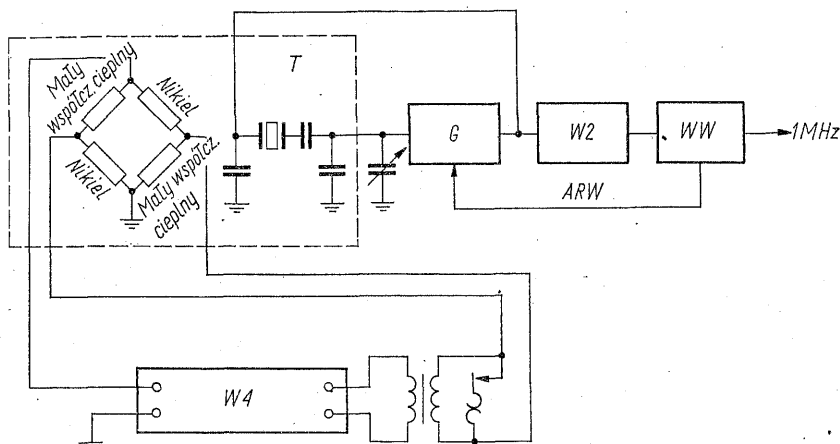 Mały
współcz. cieplny
Nikiel
T
Nikiel
Mały współcz.
cieplny
G
W2
WW
1MHz
ARW
W4